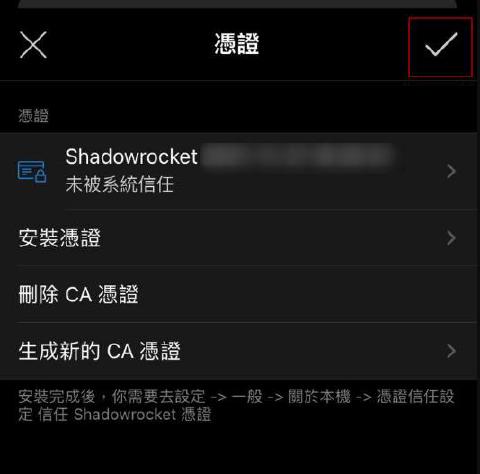 憑證
憑證
Shadowrocket
未被系統信任
安裝憑證
刪除 CA 憑證
生成新的 CA 憑證
安裝完成後，你需要去設定 -> 一般 -> 關於本機 -> 憑證信任設
定 信任 Shadowrocket 憑證